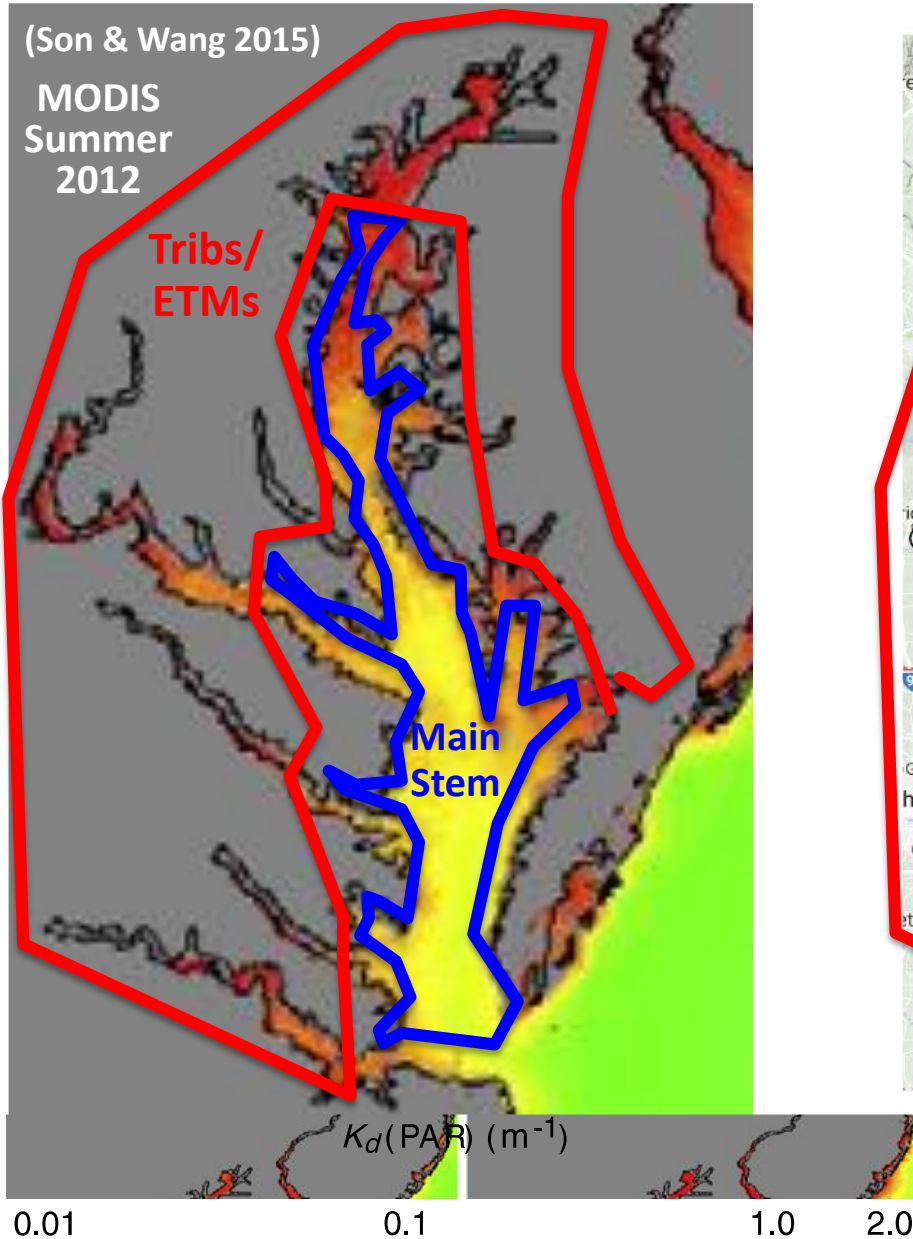 (Son & Wang 2015)
MODIS
Summer
2012
Tribs/
ETMs
Main
Stem
K_d(PAR) (m⁻¹)
0.01 0.1 1.0 2.0